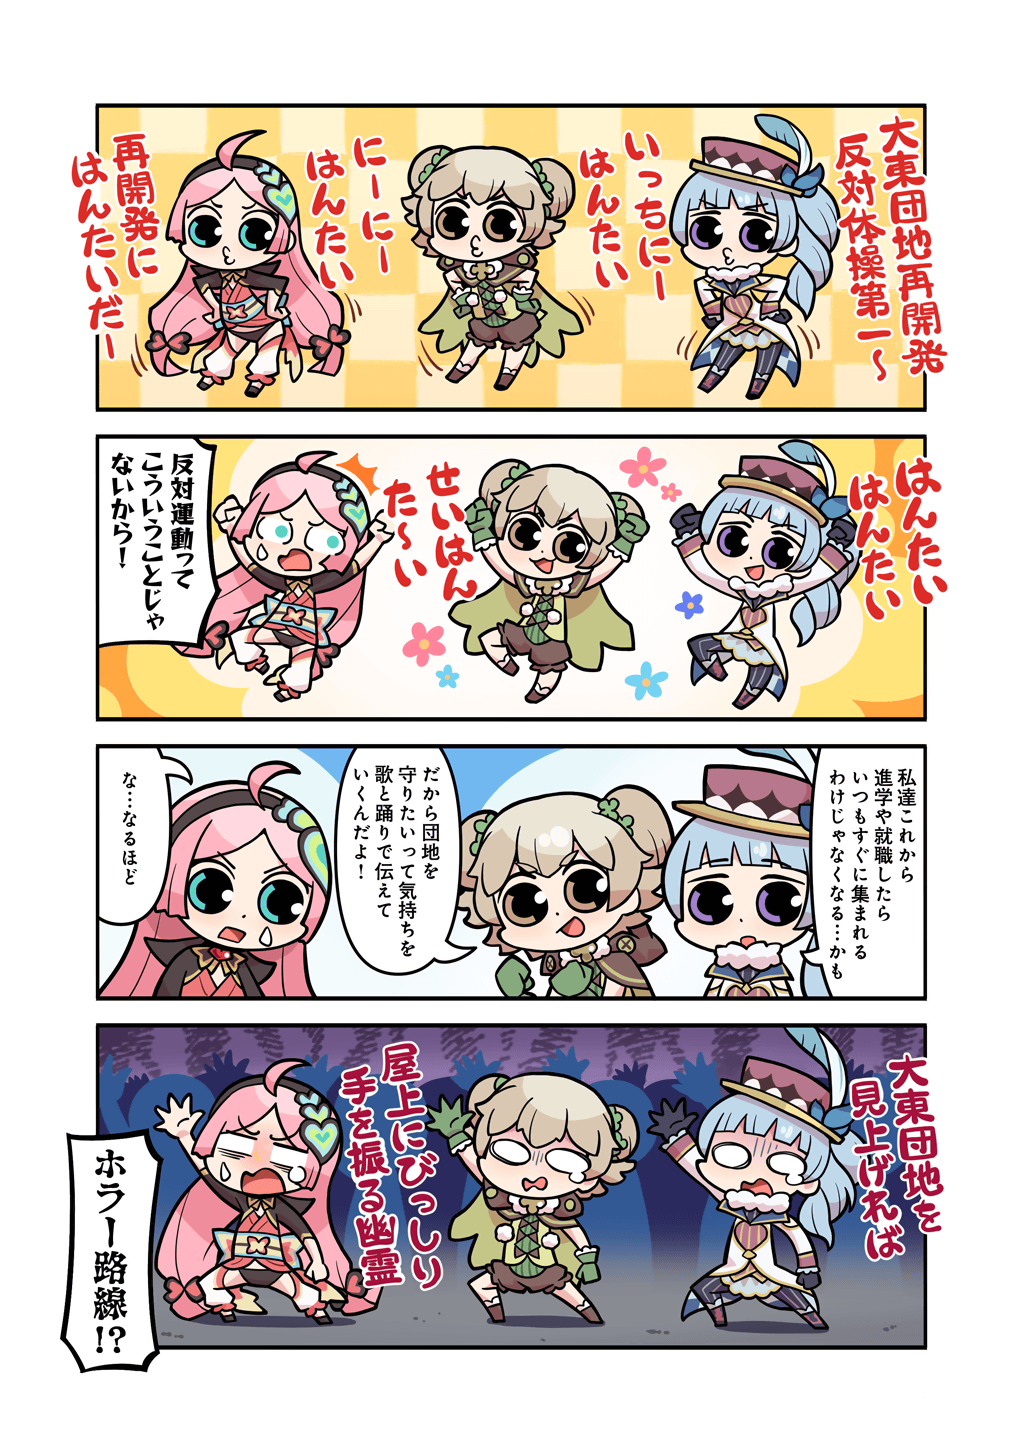 大東団地再開発
反対体操第一〜
いっちにー
はんたい
にーにー
はんたい
再開発に
はんたいだー
はんたい
はんたい
せいはん
た〜い
反対運動って
こういうことじゃ
ないから！
私達これから
進学や就職したら
いつもすぐに集まれる
わけじゃなくなる…かも
だから団地を
守りたいって気持ちを
歌と踊りで伝えて
いくんだよ！
な…なるほど
大東団地を
見上げれば
屋上にびっしり
手を振る幽霊
ホラー路線!?